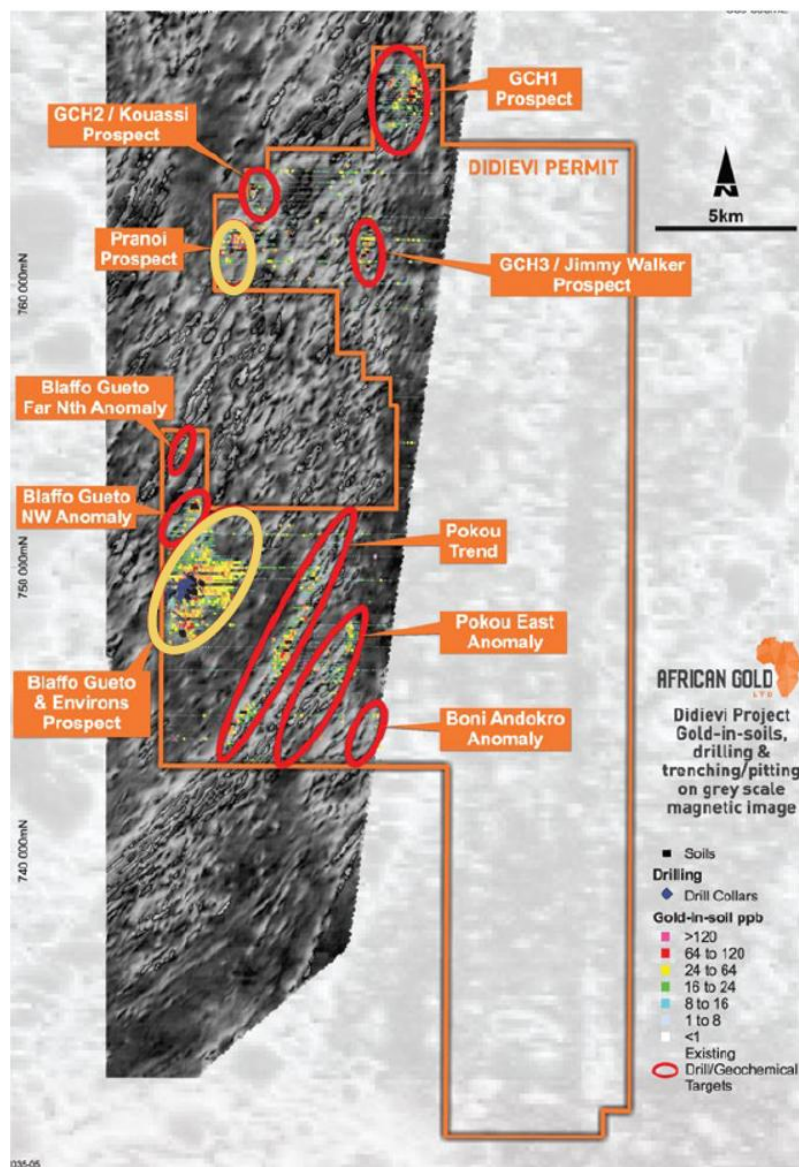 GCH1
Prospect
GCH2 / Kouassi
Prospect
DIDIEVI PERMIT
N
5km
Pranoi
Prospect
GCH3 / Jimmy Walker
Prospect
760 000mN
Blaffo Gueto
Far Nth Anomaly
Blaffo Gueto
NW Anomaly
Pokou
Trend
750 000mN
Pokou East
Anomaly
Blaffo Gueto
& Environs
Prospect
Boni Andokro
Anomaly
AFRICAN GOLD
LTD
Didievi Project
Gold-in-soils,
drilling &
trenching/pitting
on grey scale
magnetic image
740 000mN
Soils
Drilling
Drill Collars
Gold-in-soil ppb
>120
64 to 120
24 to 64
16 to 24
8 to 16
1 to 8
<1
Existing
Drill/Geochemical
Targets
035-05